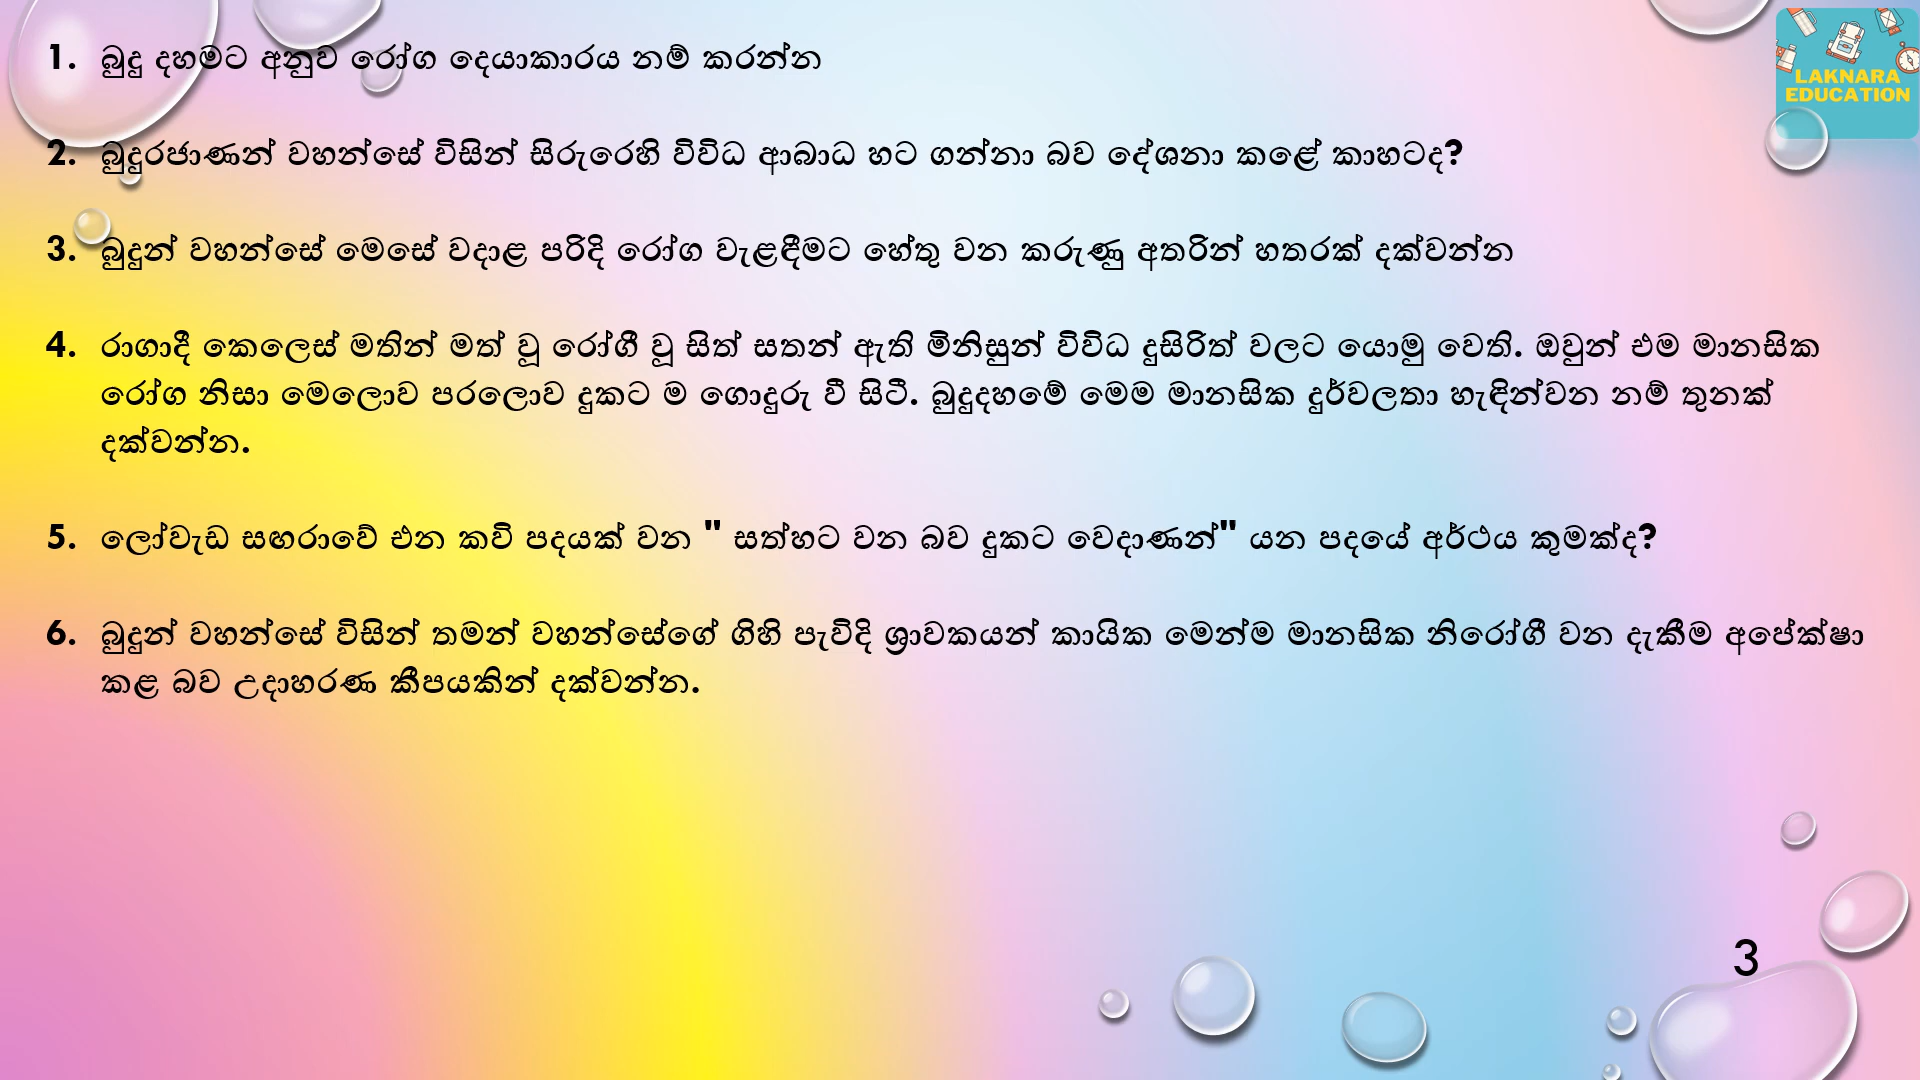 LAKNARA
EDUCATION
1. බුදු දහමට අනුව රෝග දෙයාකාරය නම් කරන්න
2. බුදුරජාණන් වහන්සේ විසින් සිරුරෙහි විවිධ ආබාධ හට ගන්නා බව දේශනා කළේ කාහටද?
3. බුදුන් වහන්සේ මෙසේ වදාළ පරිදි රෝග වැළඳීමට හේතු වන කරුණු අතරින් හතරක් දක්වන්න
4. රාගාදී කෙලෙස් මතින් මත් වූ රෝගී වූ සිත් සතන් ඇති මිනිසුන් විවිධ දුසිරිත් වලට යොමු වෙති. ඔවුන් එම මානසික
රෝග නිසා මෙලොව පරලොව දුකට ම ගොදුරු වී සිටී. බුදුදහමේ මෙම මානසික දුර්වලතා හැඳින්වන නම් තුනක්
දක්වන්න.
5. ලෝවැඩ සඟරාවේ එන කවි පදයක් වන " සත්හට වන බව දුකට වෙදාණන්" යන පදයේ අර්ථය කුමක්ද?
6. බුදුන් වහන්සේ විසින් තමන් වහන්සේගේ ගිහි පැවිදි ශ්‍රාවකයන් කායික මෙන්ම මානසික නිරෝගී වන දැකීම අපේක්ෂා
කළ බව උදාහරණ කීපයකින් දක්වන්න.
3